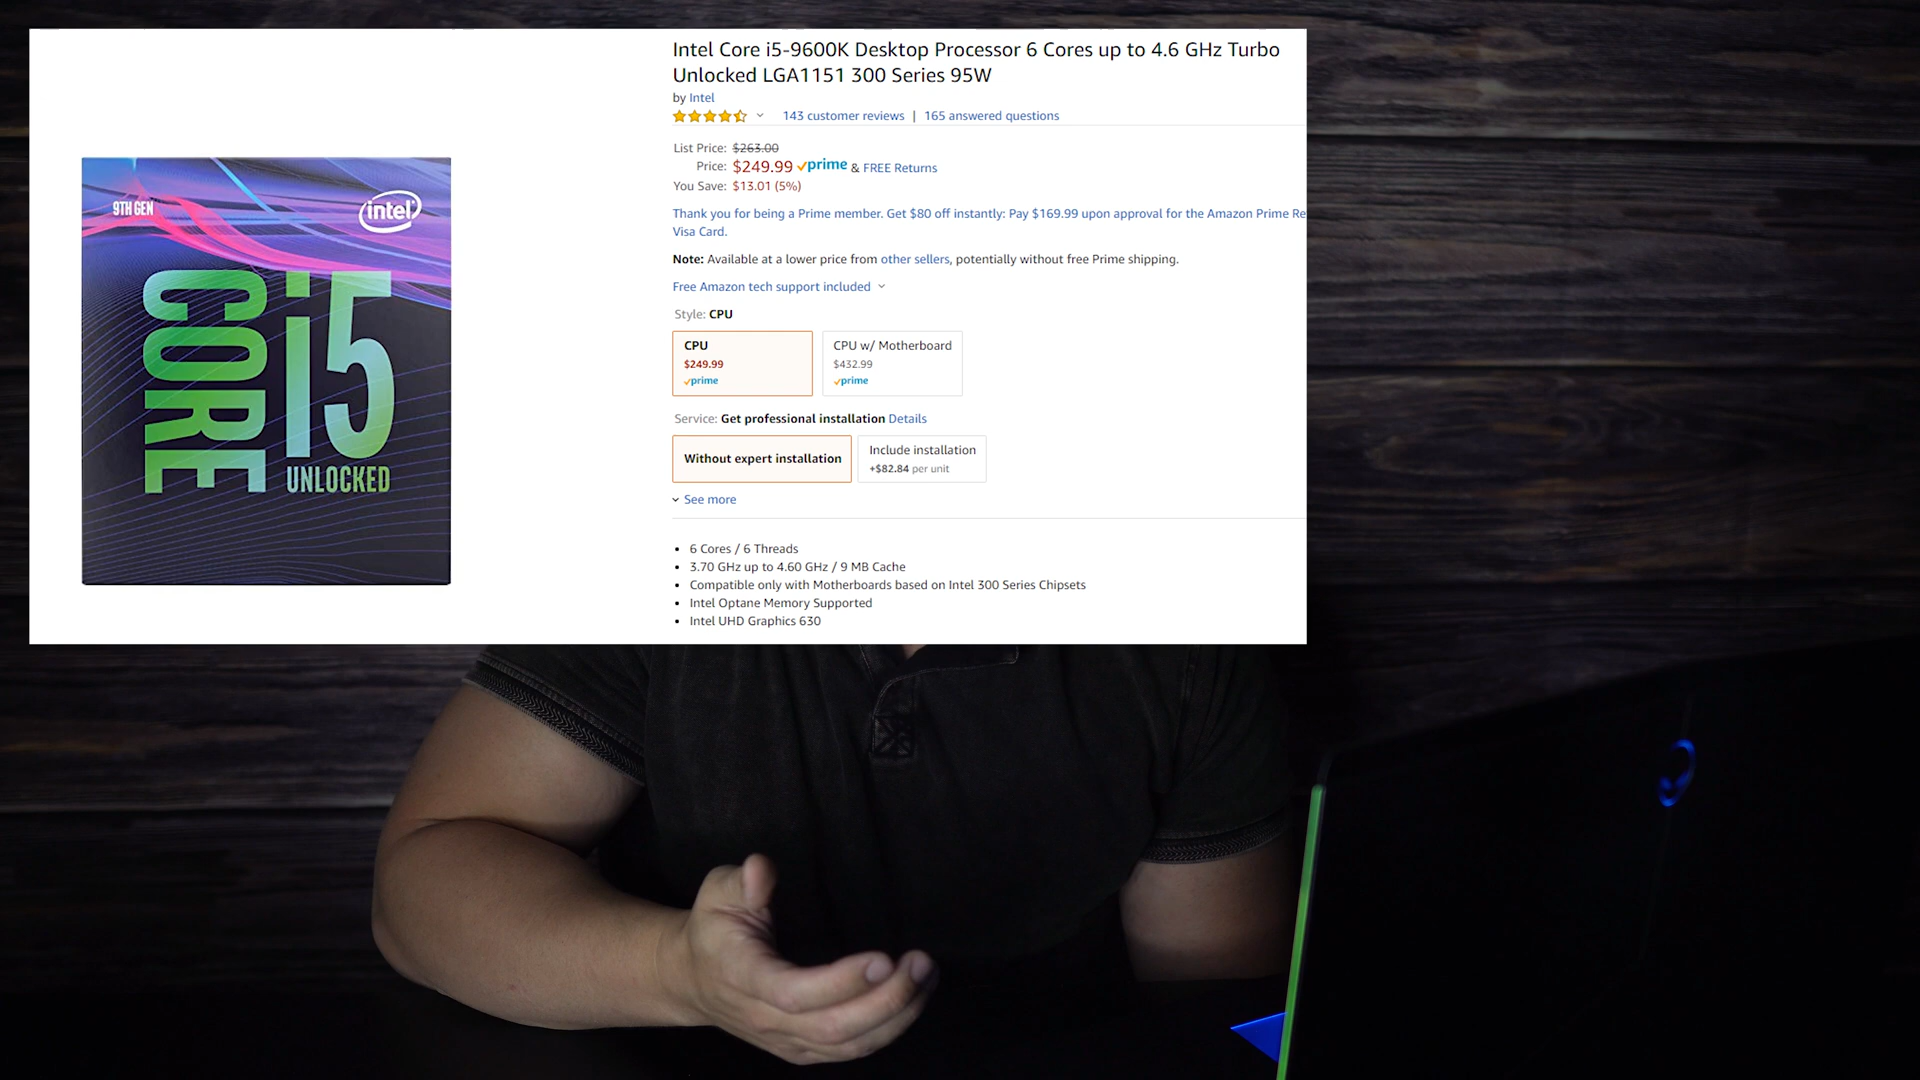 Intel Core i5-9600K Desktop Processor 6 Cores up to 4.6 GHz Turbo
Unlocked LGA1151 300 Series 95W
by Intel
143 customer reviews | 165 answered questions
List Price: $263.00
Price: $249.99 prime & FREE Returns
You Save: $13.01 (5%)
Thank you for being a Prime member. Get $80 off instantly: Pay $169.99 upon approval for the Amazon Prime Re
Visa Card.
Note: Available at a lower price from other sellers, potentially without free Prime shipping.
Free Amazon tech support included
Style: CPU
CPU
$249.99
prime
CPU w/ Motherboard
$432.99
prime
Service: Get professional installation Details
Without expert installation
Include installation
+$82.84 per unit
See more
• 6 Cores / 6 Threads
• 3.70 GHz up to 4.60 GHz / 9 MB Cache
• Compatible only with Motherboards based on Intel 300 Series Chipsets
• Intel Optane Memory Supported
• Intel UHD Graphics 630
9TH GEN
intel
CORE
i5
UNLOCKED